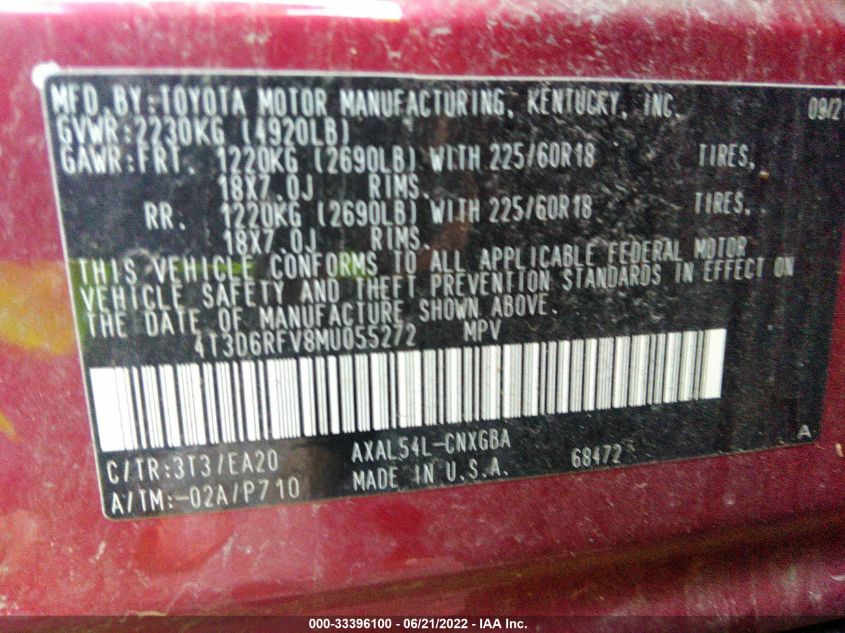 MFD. BY: TOYOTA MOTOR MANUFACTURING, KENTUCKY, INC. 09/2
GVWR: 2230KG (4920LB)
GAWR: FRT. 1220KG (2690LB) WITH 225/60R18 TIRES,
18X7.0J RIMS.
RR. 1220KG (2690LB) WITH 225/60R18 TIRES,
18X7.0J RIMS.
THIS VEHICLE CONFORMS TO ALL APPLICABLE FEDERAL MOTOR
VEHICLE SAFETY AND THEFT PREVENTION STANDARDS IN EFFECT ON
THE DATE OF MANUFACTURE SHOWN ABOVE.
4T3D6RFV8MU055272 MPV
C/TR:3T3/EA20 AXAL54L-CNXGBA 68472 A
A/TM:-02A/P710 MADE IN U.S.A.
000-33396100 - 06/21/2022 - IAA Inc.